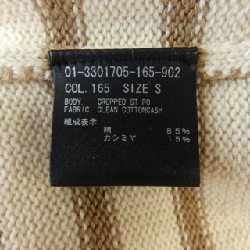 01-3301705-165-902
COL. 165 SIZE S
BODY. CROPPED ST PO
FABRIC CLEAN COTTONCASH
組成表示
綿 85%
カシミヤ 15%